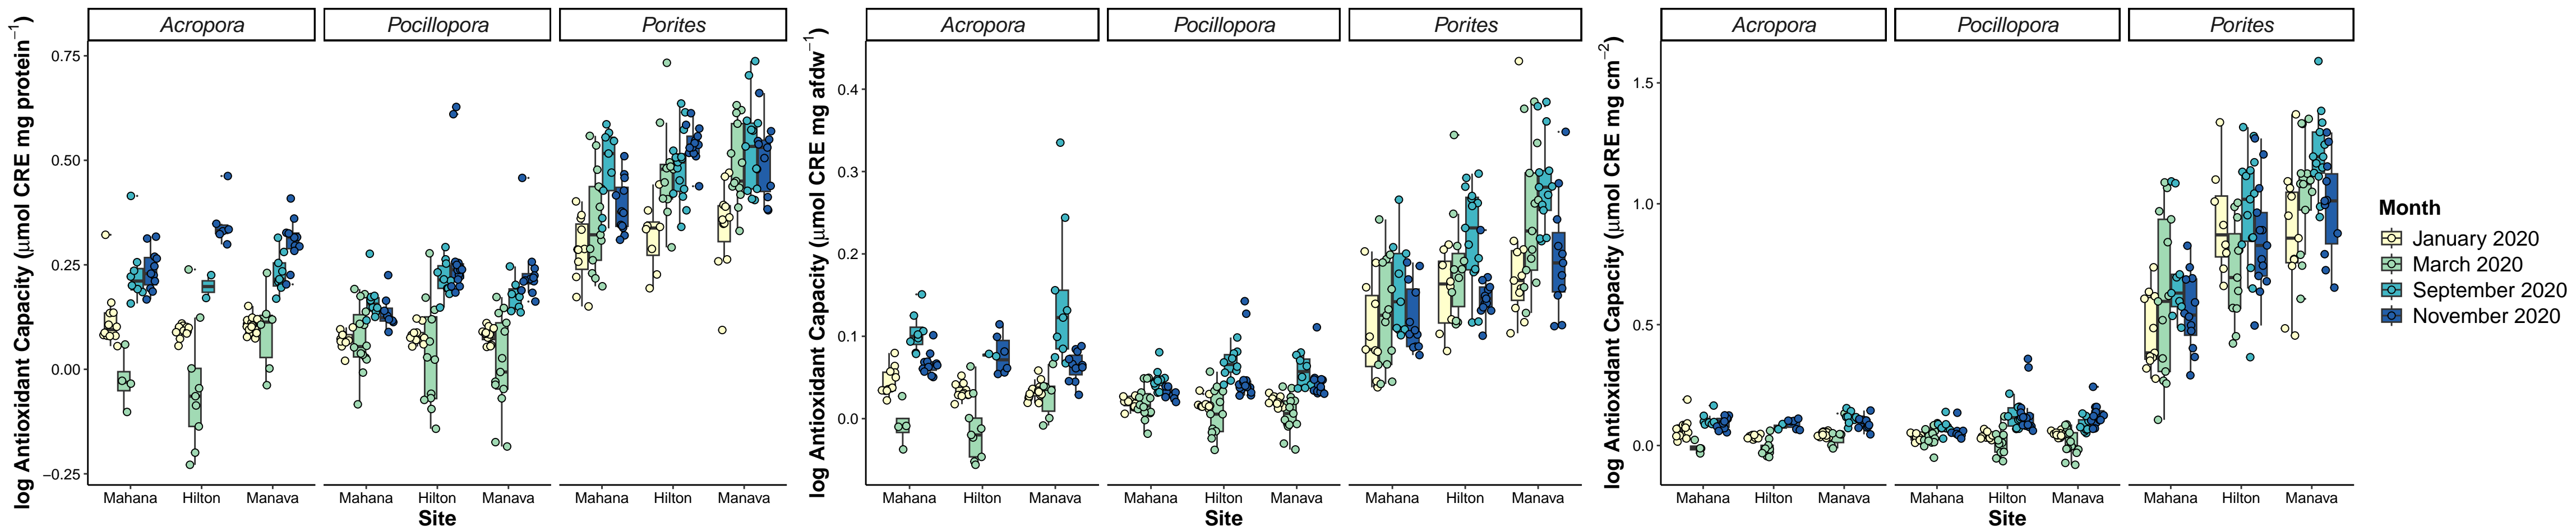 log Antioxidant Capacity (μmol CRE mg protein⁻¹)
Acropora
Pocillopora
Porites
0.75
0.50
0.25
0.00
−0.25
Mahana
Hilton
Manava
Mahana
Hilton
Manava
Mahana
Hilton
Manava
Site
log Antioxidant Capacity (μmol CRE mg afdw⁻¹)
Acropora
Pocillopora
Porites
0.4
0.3
0.2
0.1
0.0
Mahana
Hilton
Manava
Mahana
Hilton
Manava
Mahana
Hilton
Manava
Site
log Antioxidant Capacity (μmol CRE mg cm⁻²)
Acropora
Pocillopora
Porites
1.5
1.0
0.5
0.0
Mahana
Hilton
Manava
Mahana
Hilton
Manava
Mahana
Hilton
Manava
Site
Month
January 2020
March 2020
September 2020
November 2020